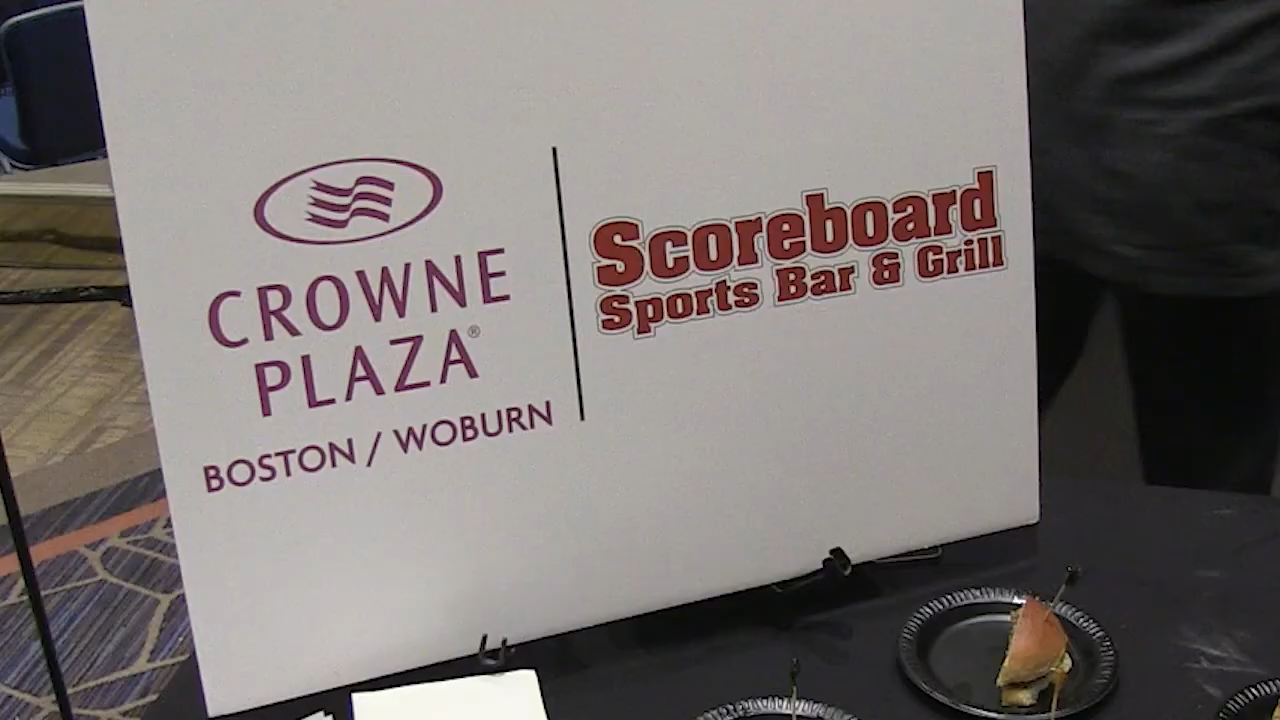 CROWNE
PLAZA®
BOSTON / WOBURN
Scoreboard
Sports Bar & Grill